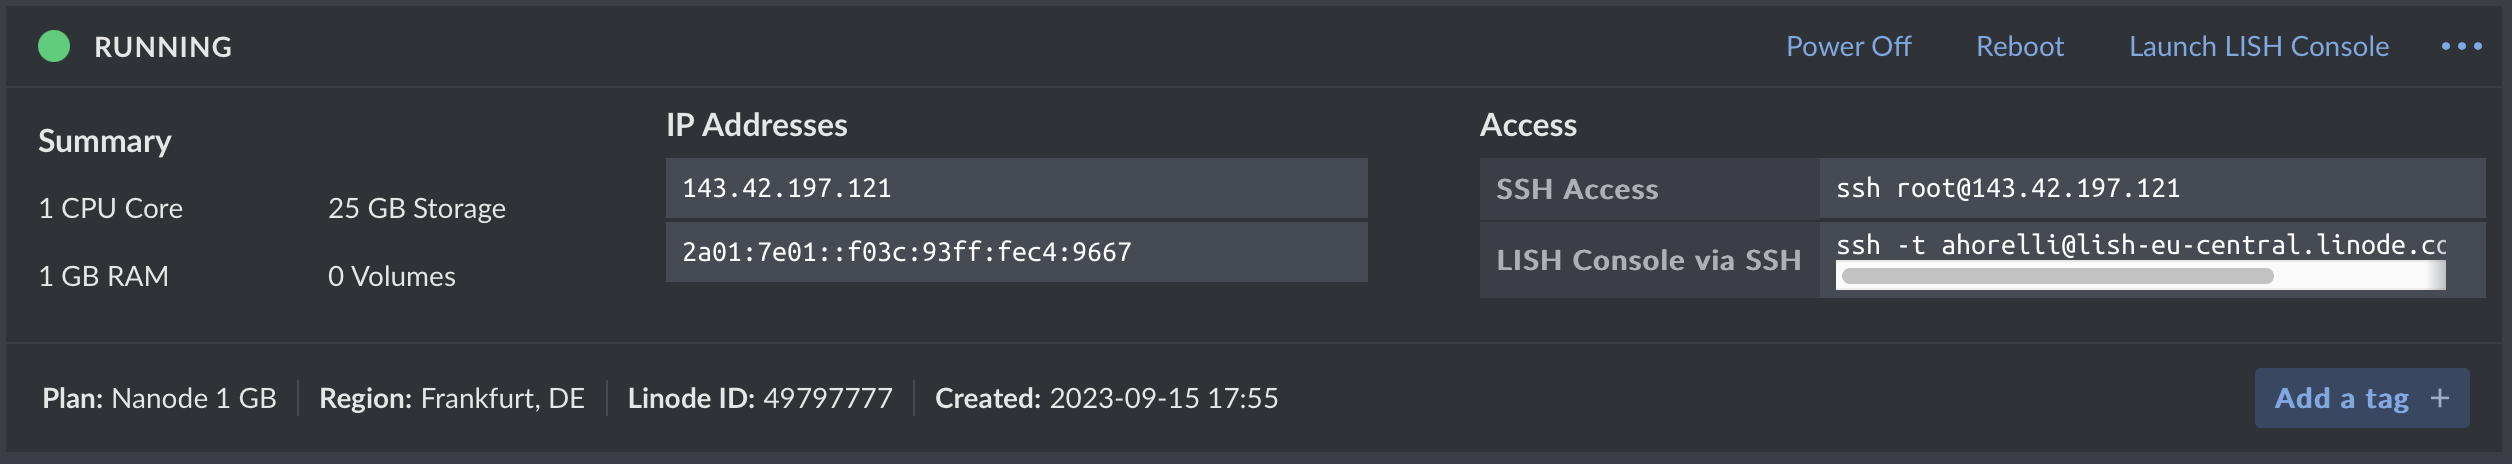 RUNNING
Power Off
Reboot
Launch LISH Console
Summary
1 CPU Core
25 GB Storage
1 GB RAM
0 Volumes
IP Addresses
143.42.197.121
2a01:7e01::f03c:93ff:fec4:9667
Access
SSH Access
ssh root@143.42.197.121
LISH Console via SSH
ssh -t ahorelli@lish-eu-central.linode.co
Plan: Nanode 1 GB
Region: Frankfurt, DE
Linode ID: 49797777
Created: 2023-09-15 17:55
Add a tag +